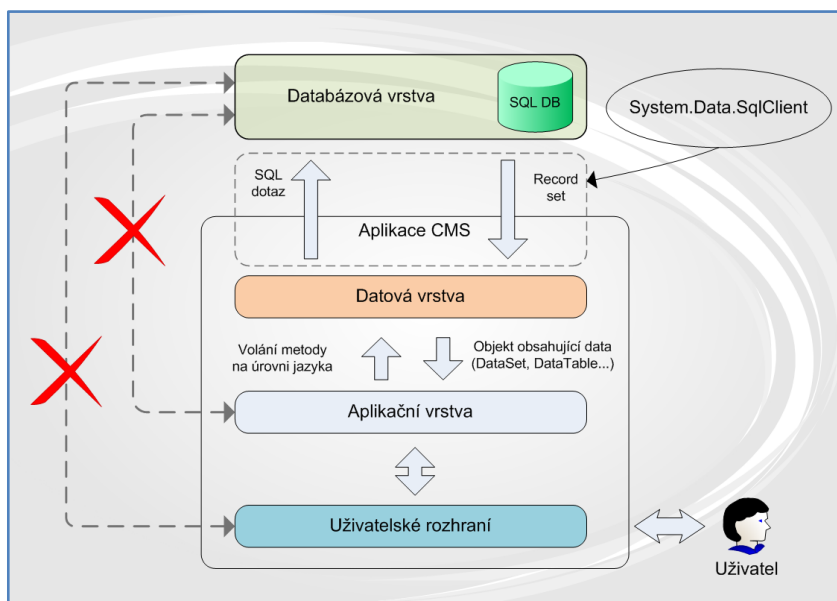 Databázová vrstva
SQL DB
System.Data.SqlClient
SQL
dotaz
Record
set
Aplikace CMS
Datová vrstva
Volání metody
na úrovni jazyka
Objekt obsahující data
(DataSet, DataTable...)
Aplikační vrstva
Uživatelské rozhraní
Uživatel